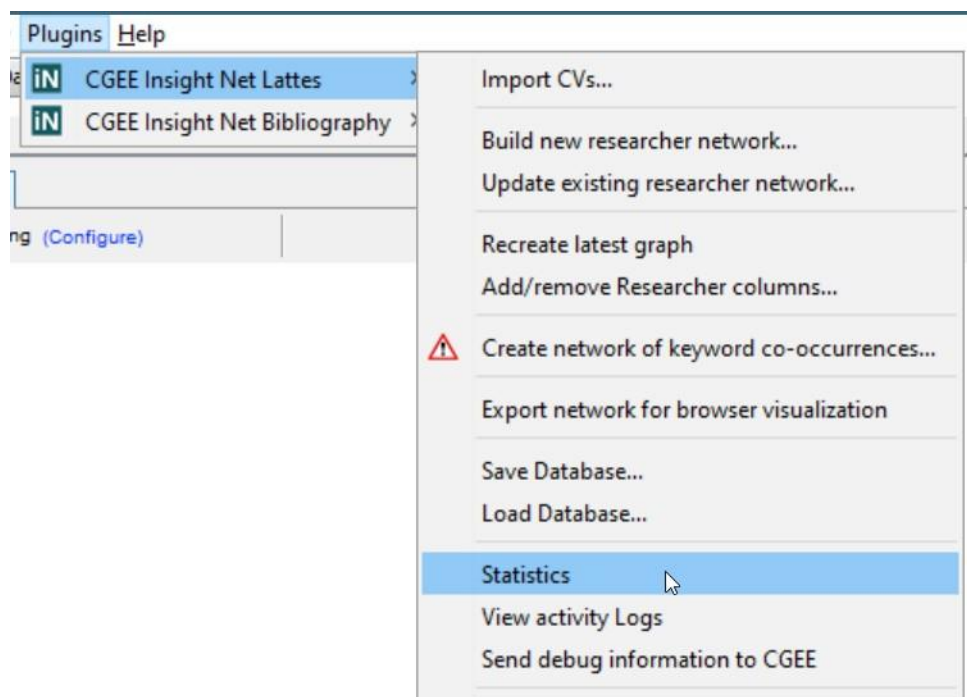 Plugins Help
iN CGEE Insight Net Lattes
iN CGEE Insight Net Bibliography
ng (Configure)
Import CVs...
Build new researcher network...
Update existing researcher network...
Recreate latest graph
Add/remove Researcher columns...
Create network of keyword co-occurrences...
Export network for browser visualization
Save Database...
Load Database...
Statistics
View activity Logs
Send debug information to CGEE